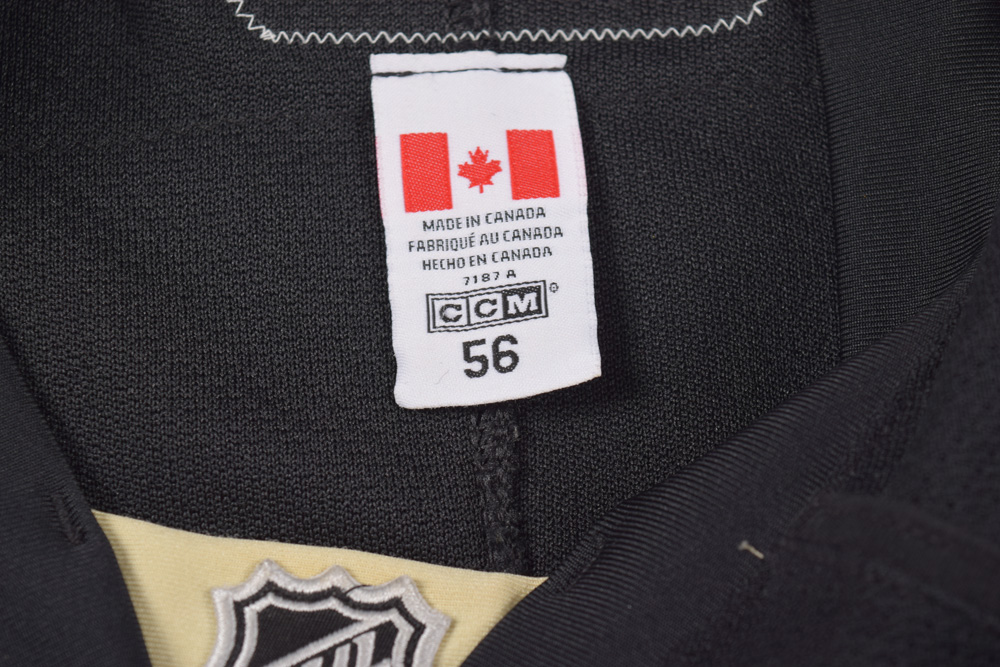 MADE IN CANADA
FABRIQUÉ AU CANADA
HECHO EN CANADA
7187 A
CCM®
56